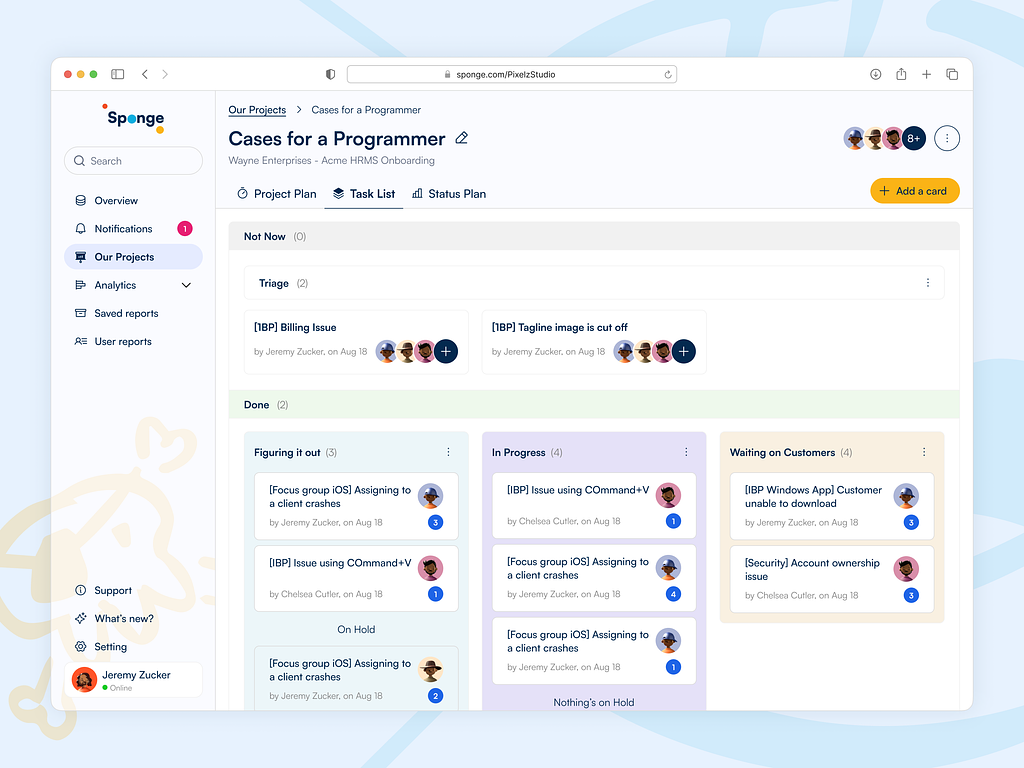 sponge.com/PixelzStudio
Sponge
Search
Overview
Notifications 1
Our Projects
Analytics
Saved reports
User reports
Support
What's new?
Setting
Jeremy Zucker
Online
Our Projects > Cases for a Programmer
Cases for a Programmer
Wayne Enterprises - Acme HRMS Onboarding
8+
Project Plan Task List Status Plan
+ Add a card
Not Now (0)
Triage (2)
[1BP] Billing Issue
by Jeremy Zucker, on Aug 18
[1BP] Tagline image is cut off
by Jeremy Zucker, on Aug 18
Done (2)
Figuring it out (3)
[Focus group iOS] Assigning to
a client crashes
by Jeremy Zucker, on Aug 18
3
[IBP] Issue using COmmand+V
by Chelsea Cutler, on Aug 18
1
On Hold
[Focus group iOS] Assigning to
a client crashes
by Jeremy Zucker, on Aug 18
2
In Progress (4)
[IBP] Issue using COmmand+V
by Chelsea Cutler, on Aug 18
1
[Focus group iOS] Assigning to
a client crashes
by Jeremy Zucker, on Aug 18
4
[Focus group iOS] Assigning to
a client crashes
by Jeremy Zucker, on Aug 18
1
Nothing's on Hold
Waiting on Customers (4)
[IBP Windows App] Customer
unable to download
by Jeremy Zucker, on Aug 18
3
[Security] Account ownership
issue
by Chelsea Cutler, on Aug 18
3